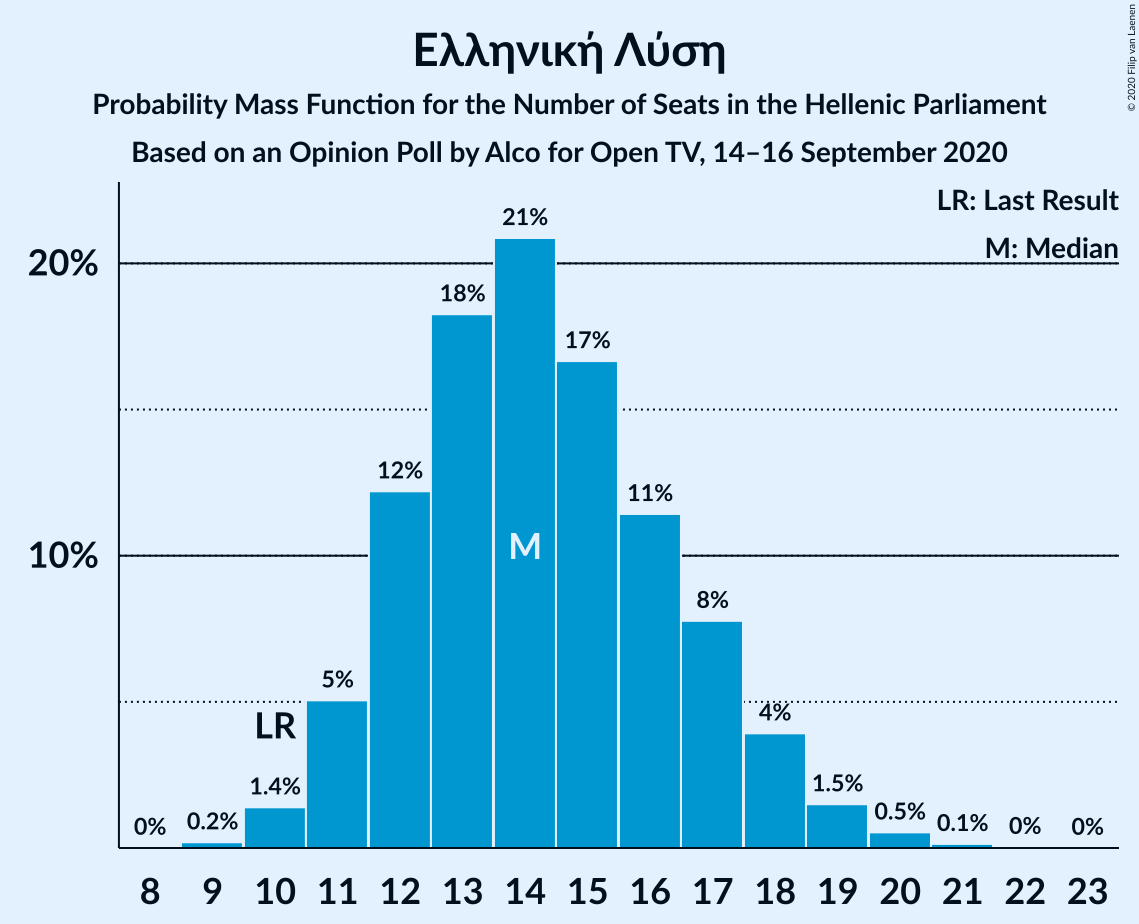 Ελληνική Λύση
Probability Mass Function for the Number of Seats in the Hellenic Parliament
Based on an Opinion Poll by Alco for Open TV, 14–16 September 2020
© 2020 Filip van Laenen
LR: Last Result
M: Median
20%
10%
0%
0.2%
1.4%
5%
12%
18%
21%
17%
11%
8%
4%
1.5%
0.5%
0.1%
0%
0%
LR
M
8 9 10 11 12 13 14 15 16 17 18 19 20 21 22 23